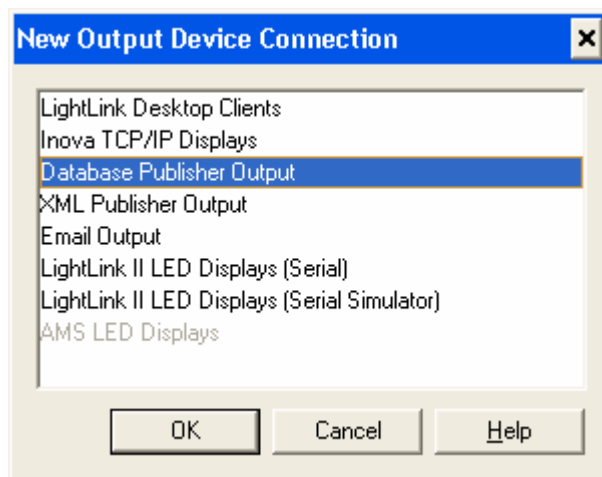 New Output Device Connection
LightLink Desktop Clients
Inova TCP/IP Displays
Database Publisher Output
XML Publisher Output
Email Output
LightLink II LED Displays (Serial)
LightLink II LED Displays (Serial Simulator)
AMS LED Displays
OK Cancel Help